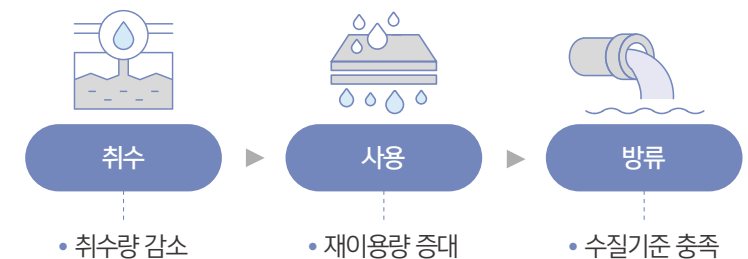 취수
사용
방류
• 취수량 감소
• 재이용량 증대
• 수질기준 충족